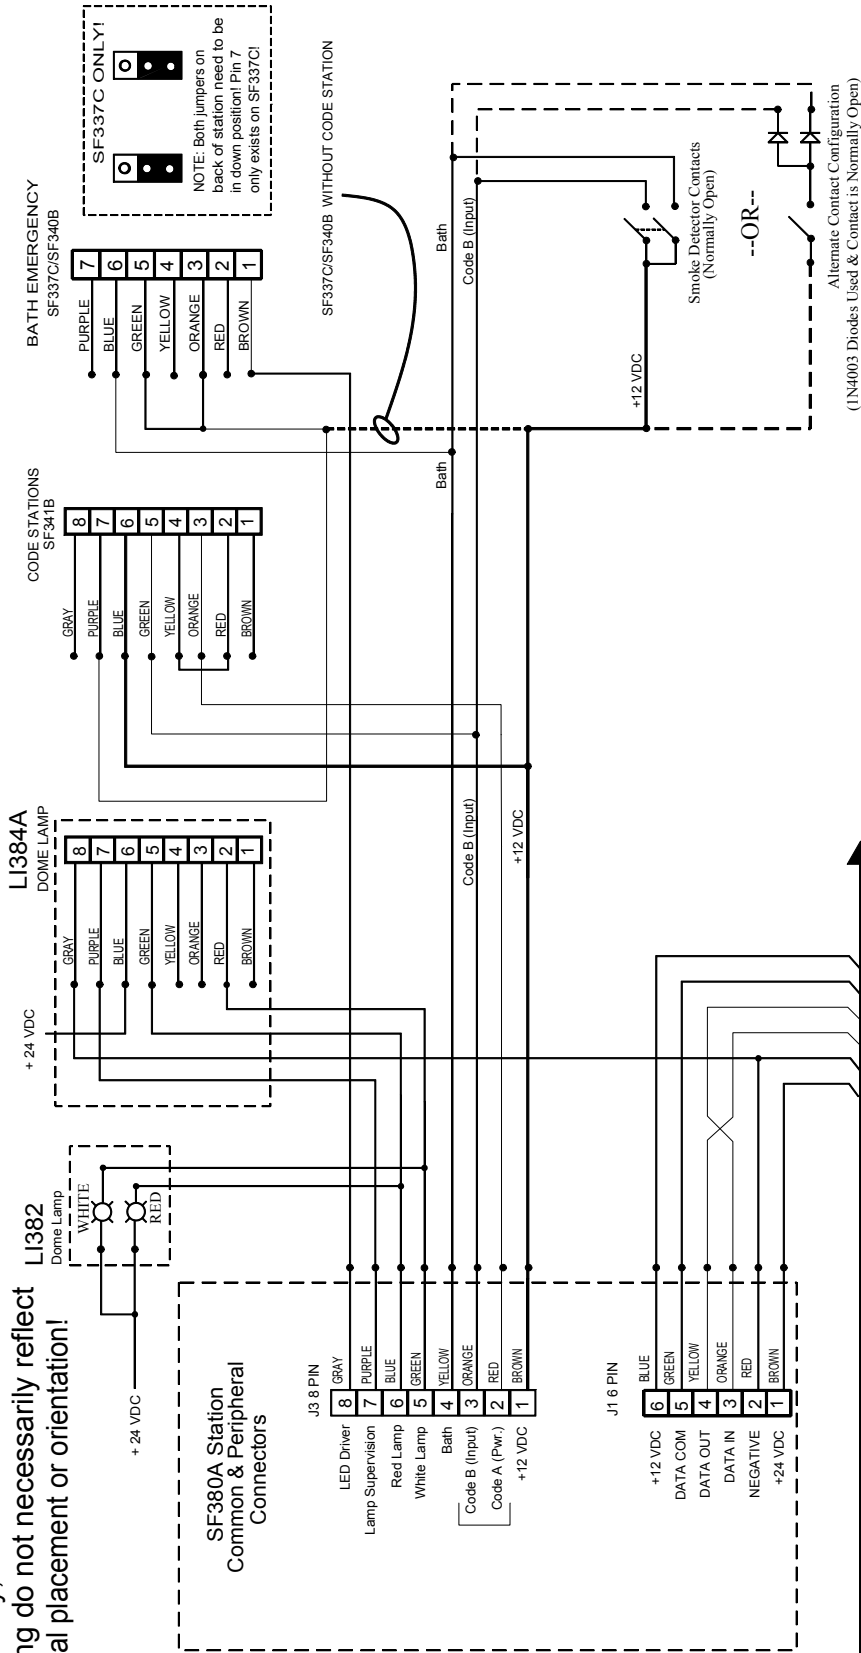 ng do not necessarily reflect
al placement or orientation!
LI382
Dome Lamp
WHITE
RED
+ 24 VDC
LI384A
DOME LAMP
+ 24 VDC
GRAY 8
PURPLE 7
BLUE 6
GREEN 5
YELLOW 4
ORANGE 3
RED 2
BROWN 1
CODE STATIONS
SF341B
GRAY 8
PURPLE 7
BLUE 6
GREEN 5
YELLOW 4
ORANGE 3
RED 2
BROWN 1
BATH EMERGENCY
SF337C/SF340B
PURPLE 7
BLUE 6
GREEN 5
YELLOW 4
ORANGE 3
RED 2
BROWN 1
SF337C ONLY!
NOTE: Both jumpers on
back of station need to be
in down position! Pin 7
only exists on SF337C!
SF337C/SF340B WITHOUT CODE STATION
SF380A Station
Common & Peripheral
Connectors
J3 8 PIN
LED Driver 8 GRAY
Lamp Supervision 7 PURPLE
Red Lamp 6 BLUE
White Lamp 5 GREEN
Bath 4 YELLOW
Code B (Input) 3 ORANGE
Code A (Pwr.) 2 RED
+12 VDC 1 BROWN
Bath
Bath
Code B (Input)
Code B (Input)
+12 VDC
+12 VDC
Smoke Detector Contacts
(Normally Open)
--OR--
Alternate Contact Configuration
(1N4003 Diodes Used & Contact is Normally Open)
J1 6 PIN
+12 VDC 6 BLUE
DATA COM 5 GREEN
DATA OUT 4 YELLOW
DATA IN 3 ORANGE
NEGATIVE 2 RED
+24 VDC 1 BROWN